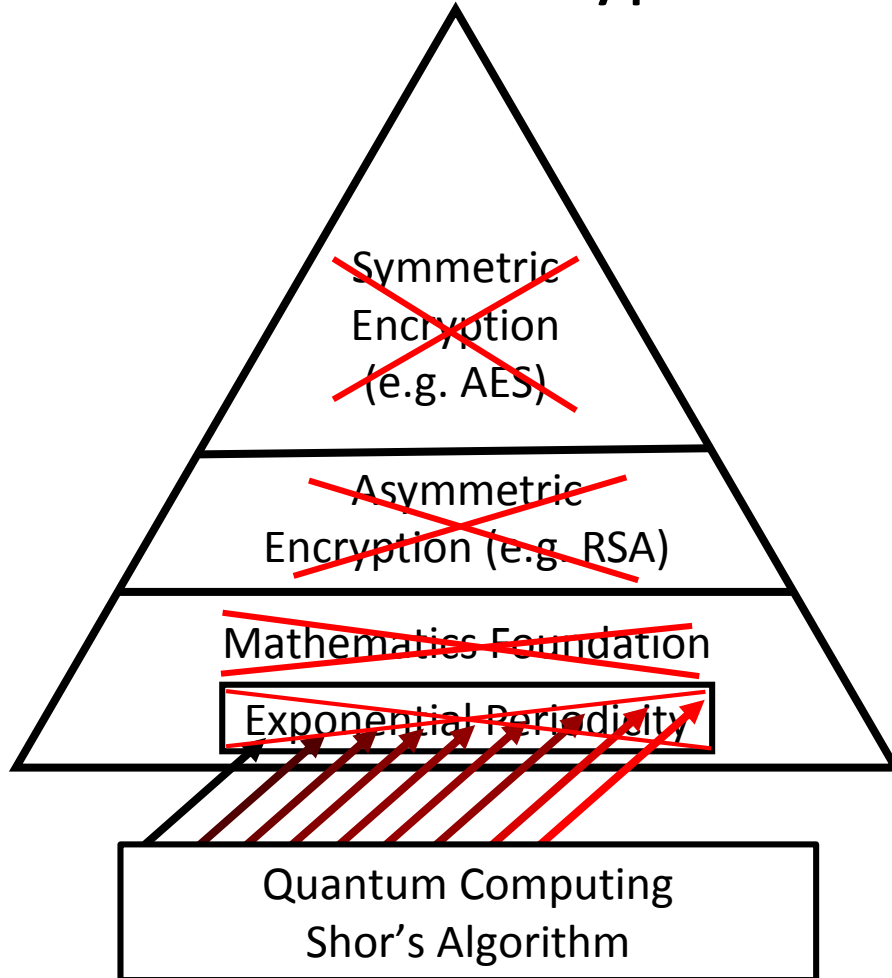 Symmetric
Encryption
(e.g. AES)
Asymmetric
Encryption (e.g. RSA)
Mathematics Foundation
Exponential Periodicity
Quantum Computing
Shor’s Algorithm